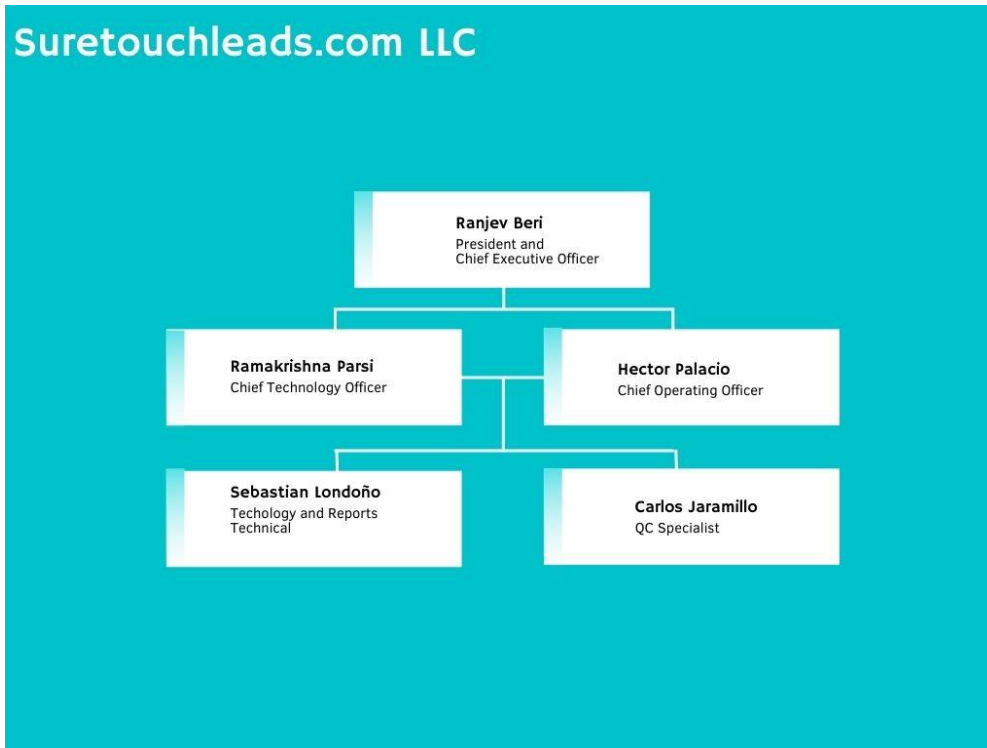 Suretouchleads.com LLC
Ranjev Beri
President and
Chief Executive Officer
Ramakrishna Parsi
Chief Technology Officer
Hector Palacio
Chief Operating Officer
Sebastian Londoño
Techology and Reports
Technical
Carlos Jaramillo
QC Specialist